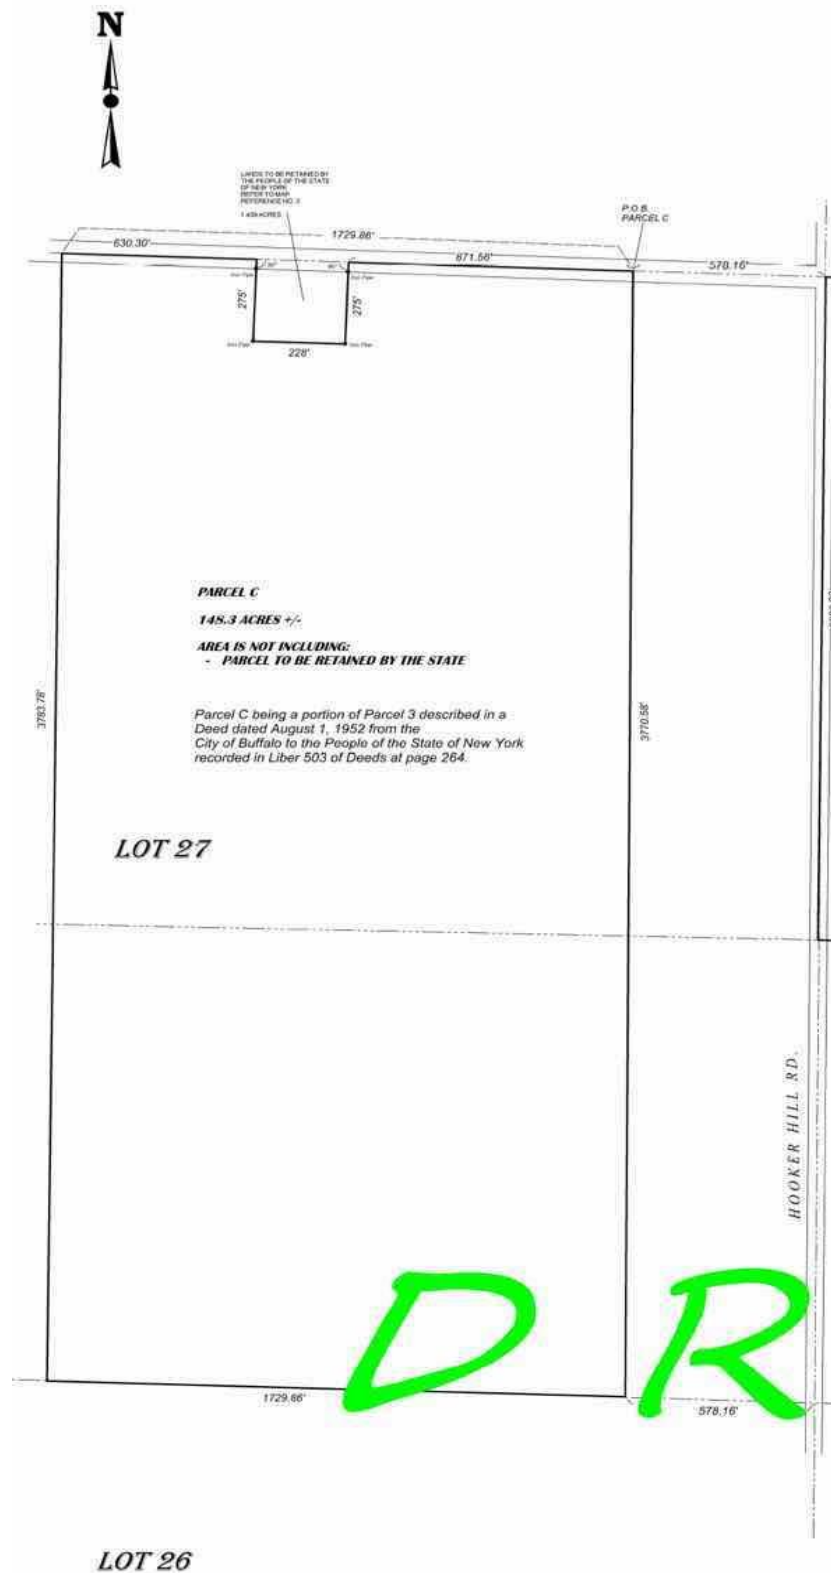 N
LANDS TO BE RETAINED BY
THE PEOPLE OF THE STATE
OF NEW YORK
REFER TO MAP
REFERENCE NO. 3
P.O.B.
PARCEL C
1729.86'
630.30'
671.56'
578.16'
275'
275'
228'
PARCEL C
148.3 ACRES +/-
AREA IS NOT INCLUDING:
- PARCEL TO BE RETAINED BY THE STATE
3783.78'
3770.58'
Parcel C being a portion of Parcel 3 described in a
Deed dated August 1, 1952 from the
City of Buffalo to the People of the State of New York
recorded in Liber 503 of Deeds at page 264.
LOT 27
HOOKER HILL RD.
D R
1729.86'
578.16'
LOT 26